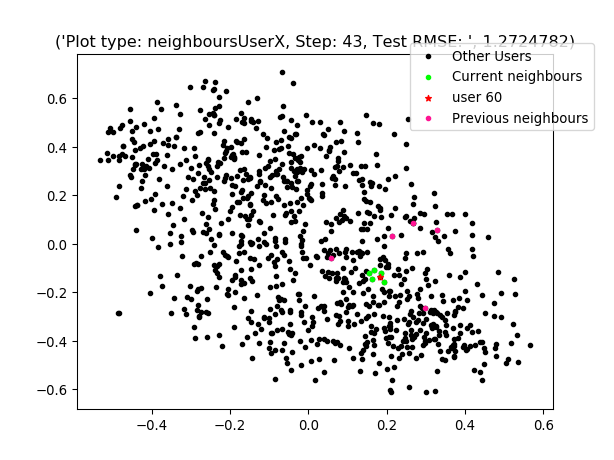 ('Plot type: neighboursUserX, Step: 43, Test RMSE: ', 1.2724782)
Other Users
Current neighbours
user 60
Previous neighbours
0.6
0.4
0.2
0.0
−0.2
−0.4
−0.6
−0.4 −0.2 0.0 0.2 0.4 0.6